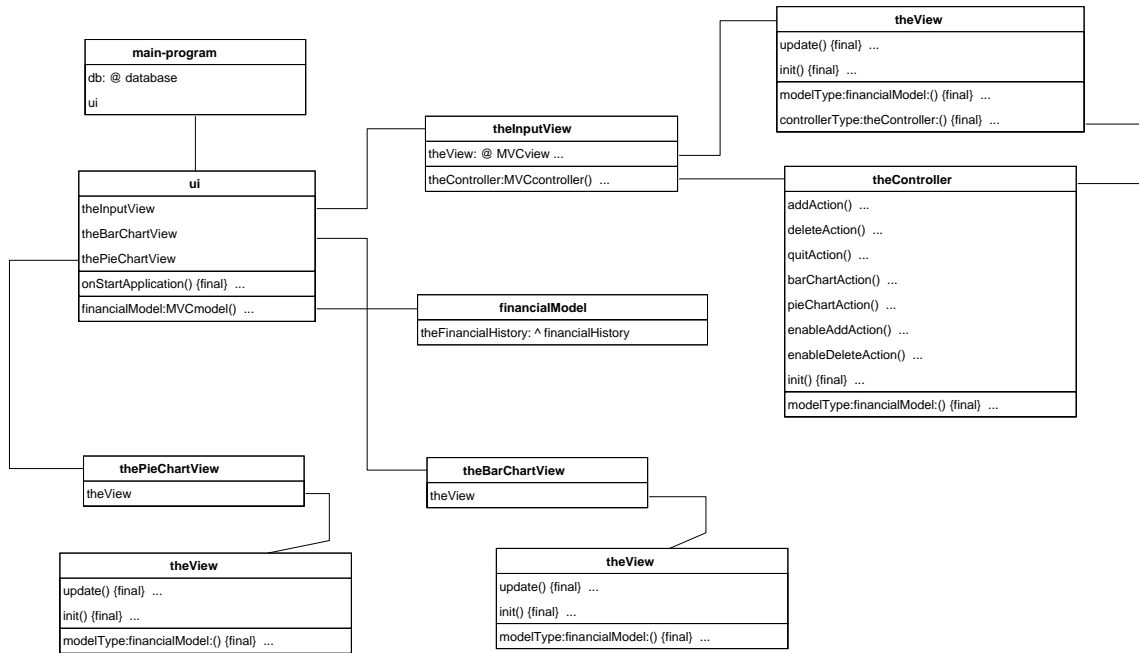 main-program
db: @ database
ui
ui
theInputView
theBarChartView
thePieChartView
onStartApplication() {final} ...
financialModel:MVCmodel() ...
theInputView
theView: @ MVCview ...
theController:MVCcontroller() ...
theView
update() {final} ...
init() {final} ...
modelType:financialModel:() {final} ...
controllerType:theController:() {final} ...
theController
addAction() ...
deleteAction() ...
quitAction() ...
barChartAction() ...
pieChartAction() ...
enableAddAction() ...
enableDeleteAction() ...
init() {final} ...
modelType:financialModel:() {final} ...
financialModel
theFinancialHistory: ^ financialHistory
thePieChartView
theView
theBarChartView
theView
theView
update() {final} ...
init() {final} ...
modelType:financialModel:() {final} ...
theView
update() {final} ...
init() {final} ...
modelType:financialModel:() {final} ...